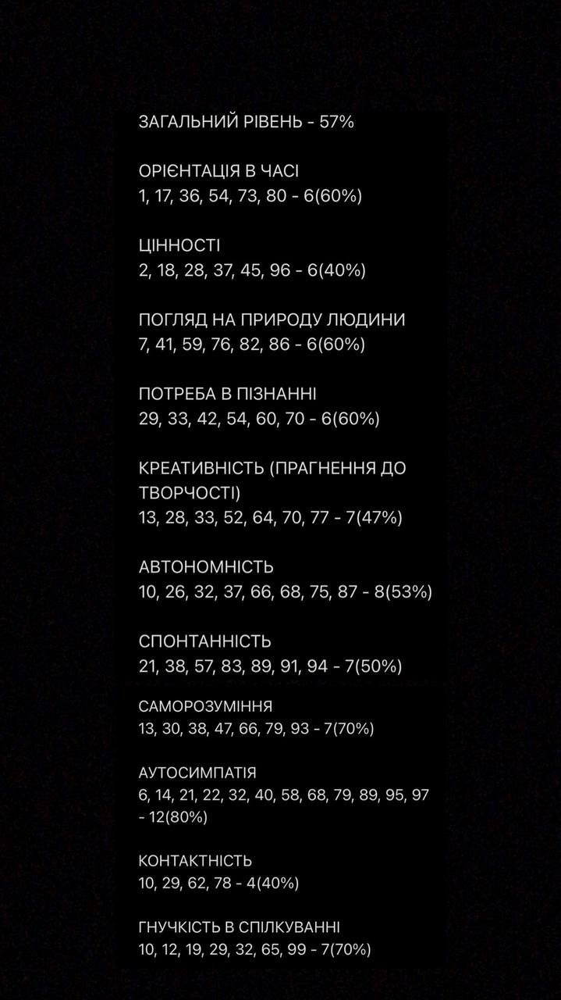 ЗАГАЛЬНИЙ РІВЕНЬ - 57%
ОРІЄНТАЦІЯ В ЧАСІ
1, 17, 36, 54, 73, 80 - 6(60%)
ЦІННОСТІ
2, 18, 28, 37, 45, 96 - 6(40%)
ПОГЛЯД НА ПРИРОДУ ЛЮДИНИ
7, 41, 59, 76, 82, 86 - 6(60%)
ПОТРЕБА В ПІЗНАННІ
29, 33, 42, 54, 60, 70 - 6(60%)
КРЕАТИВНІСТЬ (ПРАГНЕННЯ ДО
ТВОРЧОСТІ)
13, 28, 33, 52, 64, 70, 77 - 7(47%)
АВТОНОМНІСТЬ
10, 26, 32, 37, 66, 68, 75, 87 - 8(53%)
СПОНТАННІСТЬ
21, 38, 57, 83, 89, 91, 94 - 7(50%)
САМОРОЗУМІННЯ
13, 30, 38, 47, 66, 79, 93 - 7(70%)
АУТОСИМПАТІЯ
6, 14, 21, 22, 32, 40, 58, 68, 79, 89, 95, 97
- 12(80%)
КОНТАКТНІСТЬ
10, 29, 62, 78 - 4(40%)
ГНУЧКІСТЬ В СПІЛКУВАННІ
10, 12, 19, 29, 32, 65, 99 - 7(70%)